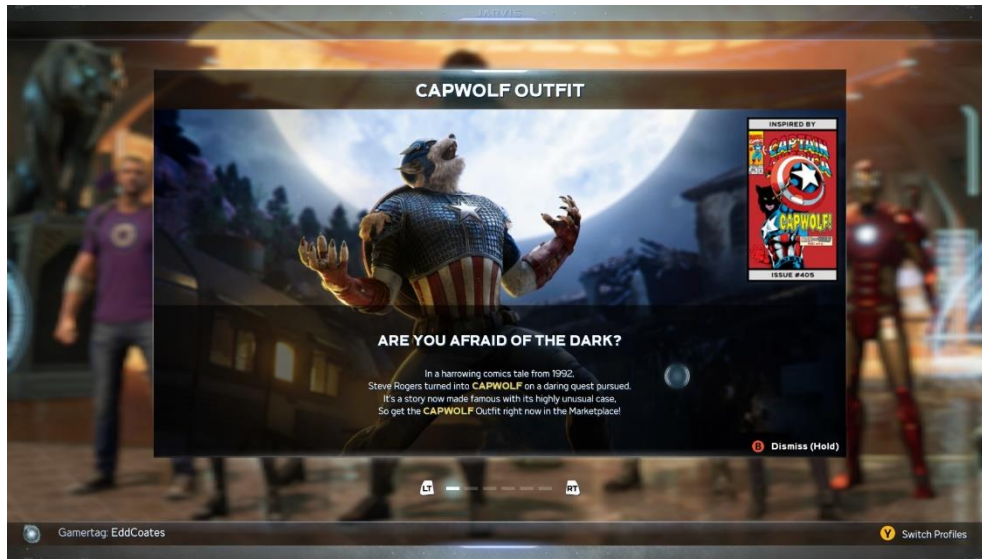 JARVIS
CAPWOLF OUTFIT
INSPIRED BY
CAPTAIN AMERICA
CAPWOLF!
ISSUE #405
ARE YOU AFRAID OF THE DARK?
In a harrowing comics tale from 1992,
Steve Rogers turned into CAPWOLF on a daring quest pursued.
It's a story now made famous with its highly unusual case,
So get the CAPWOLF Outfit right now in the Marketplace!
B Dismiss (Hold)
LT RT
Gamertag: EddCoates
Y Switch Profiles